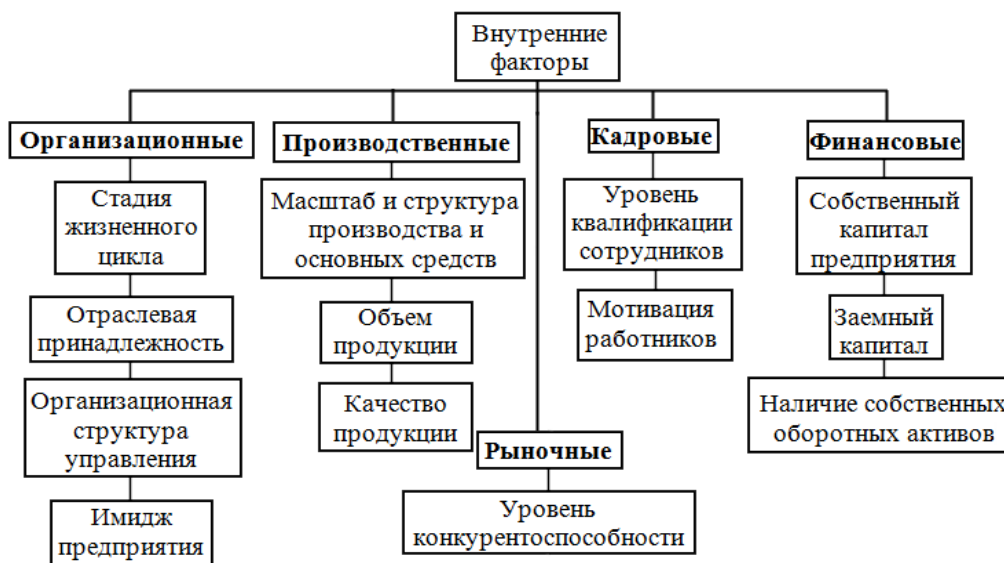 Внутренние
факторы
Организационные
Стадия
жизненного
цикла
Отраслевая
принадлежность
Организационная
структура
управления
Имидж
предприятия
Производственные
Масштаб и структура
производства и
основных средств
Объем
продукции
Качество
продукции
Рыночные
Уровень
конкурентоспособности
Кадровые
Уровень
квалификации
сотрудников
Мотивация
работников
Финансовые
Собственный
капитал
предприятия
Заемный
капитал
Наличие собственных
оборотных активов